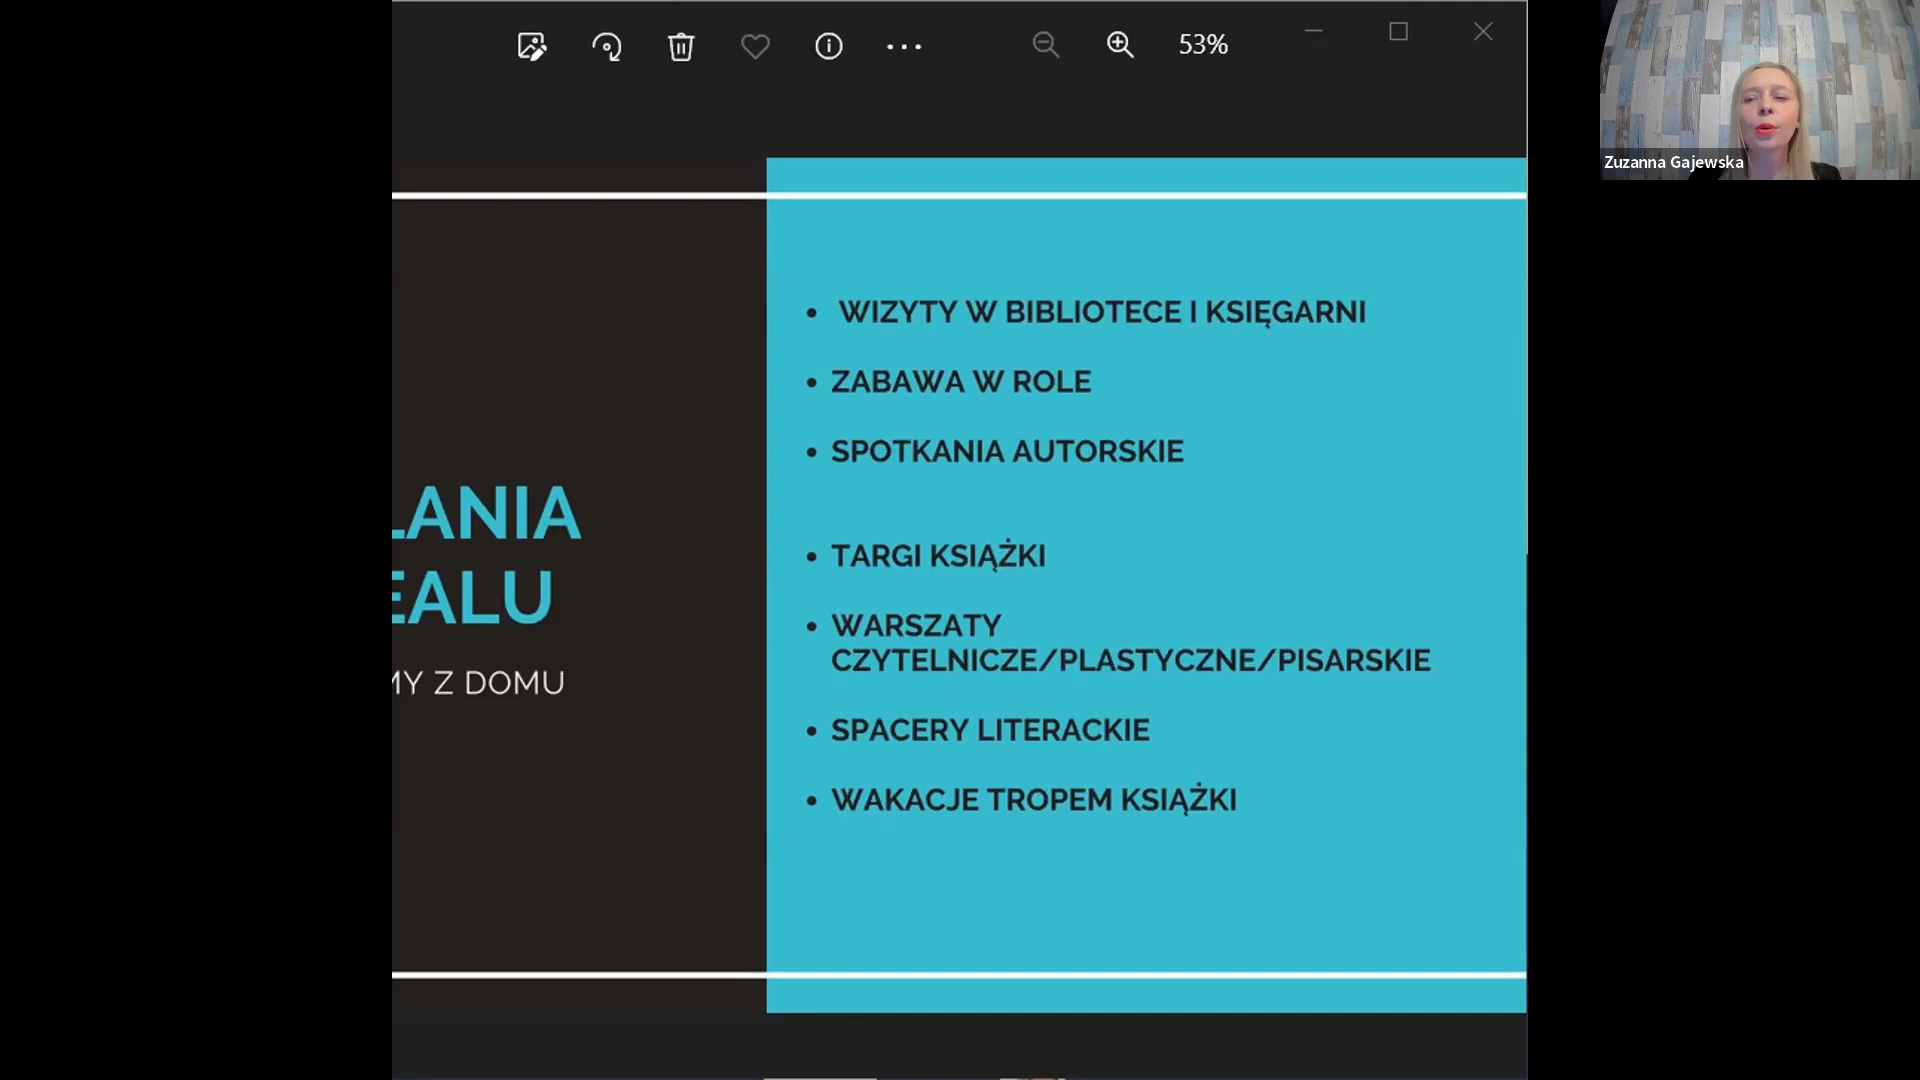 53%
Zuzanna Gajewska
WIZYTY W BIBLIOTECE I KSIĘGARNI
ZABAWA W ROLE
SPOTKANIA AUTORSKIE
LANIA
EALU
MY Z DOMU
TARGI KSIĄŻKI
WARSZATY
CZYTELNICZE/PLASTYCZNE/PISARSKIE
SPACERY LITERACKIE
WAKACJE TROPEM KSIĄŻKI